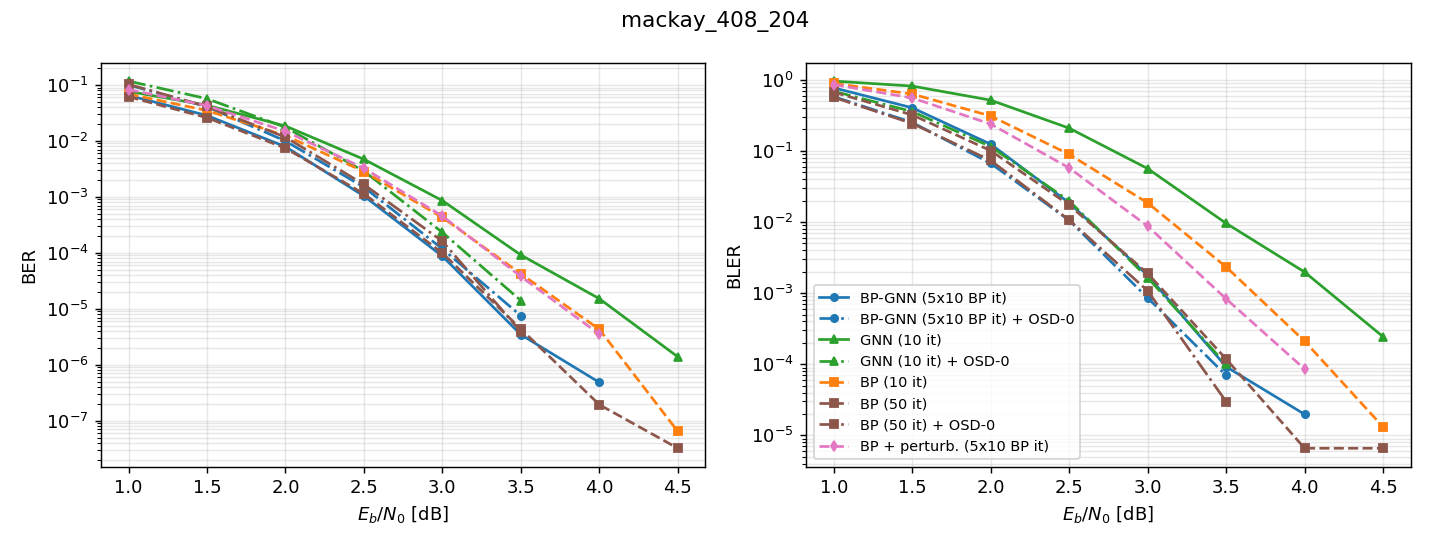 mackay_408_204
10⁻¹
10⁻²
10⁻³
10⁻⁴
10⁻⁵
10⁻⁶
10⁻⁷
BER
1.0 1.5 2.0 2.5 3.0 3.5 4.0 4.5
E_b/N_0 [dB]
10⁰
10⁻¹
10⁻²
10⁻³
10⁻⁴
10⁻⁵
BLER
BP-GNN (5x10 BP it)
BP-GNN (5x10 BP it) + OSD-0
GNN (10 it)
GNN (10 it) + OSD-0
BP (10 it)
BP (50 it)
BP (50 it) + OSD-0
BP + perturb. (5x10 BP it)
1.0 1.5 2.0 2.5 3.0 3.5 4.0 4.5
E_b/N_0 [dB]